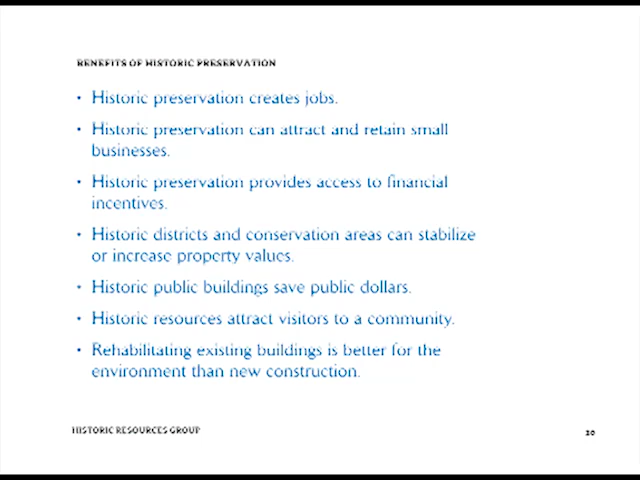 BENEFITS OF HISTORIC PRESERVATION
• Historic preservation creates jobs.
• Historic preservation can attract and retain small
businesses.
• Historic preservation provides access to financial
incentives.
• Historic districts and conservation areas can stabilize
or increase property values.
• Historic public buildings save public dollars.
• Historic resources attract visitors to a community.
• Rehabilitating existing buildings is better for the
environment than new construction.
HISTORIC RESOURCES GROUP
20